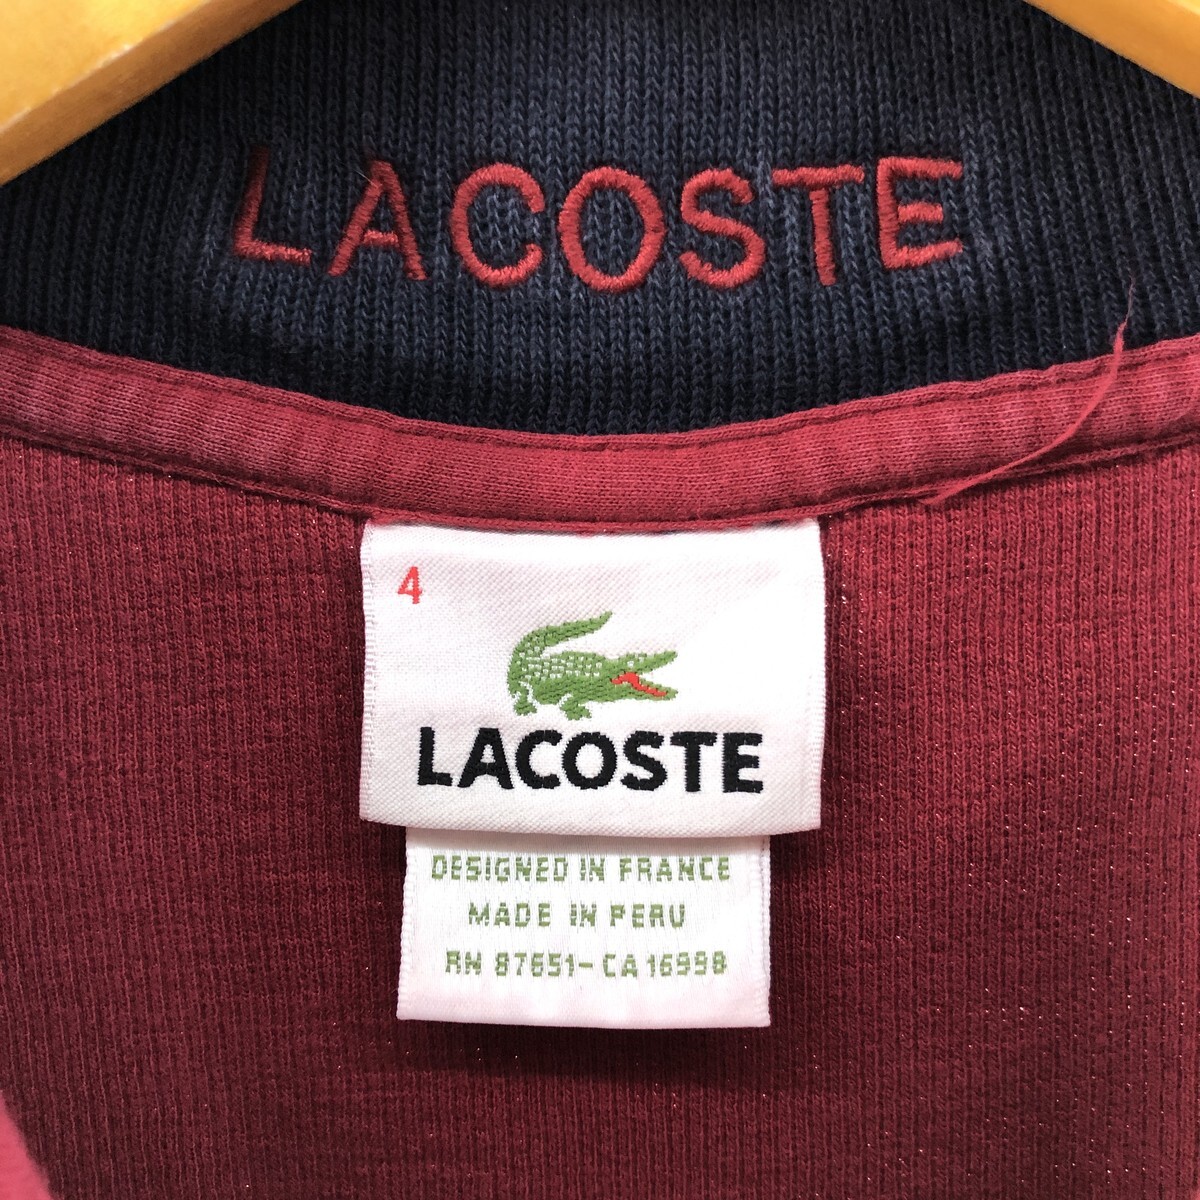 LACOSTE
4
LACOSTE
DESIGNED IN FRANCE
MADE IN PERU
RN 87651-CA 16998